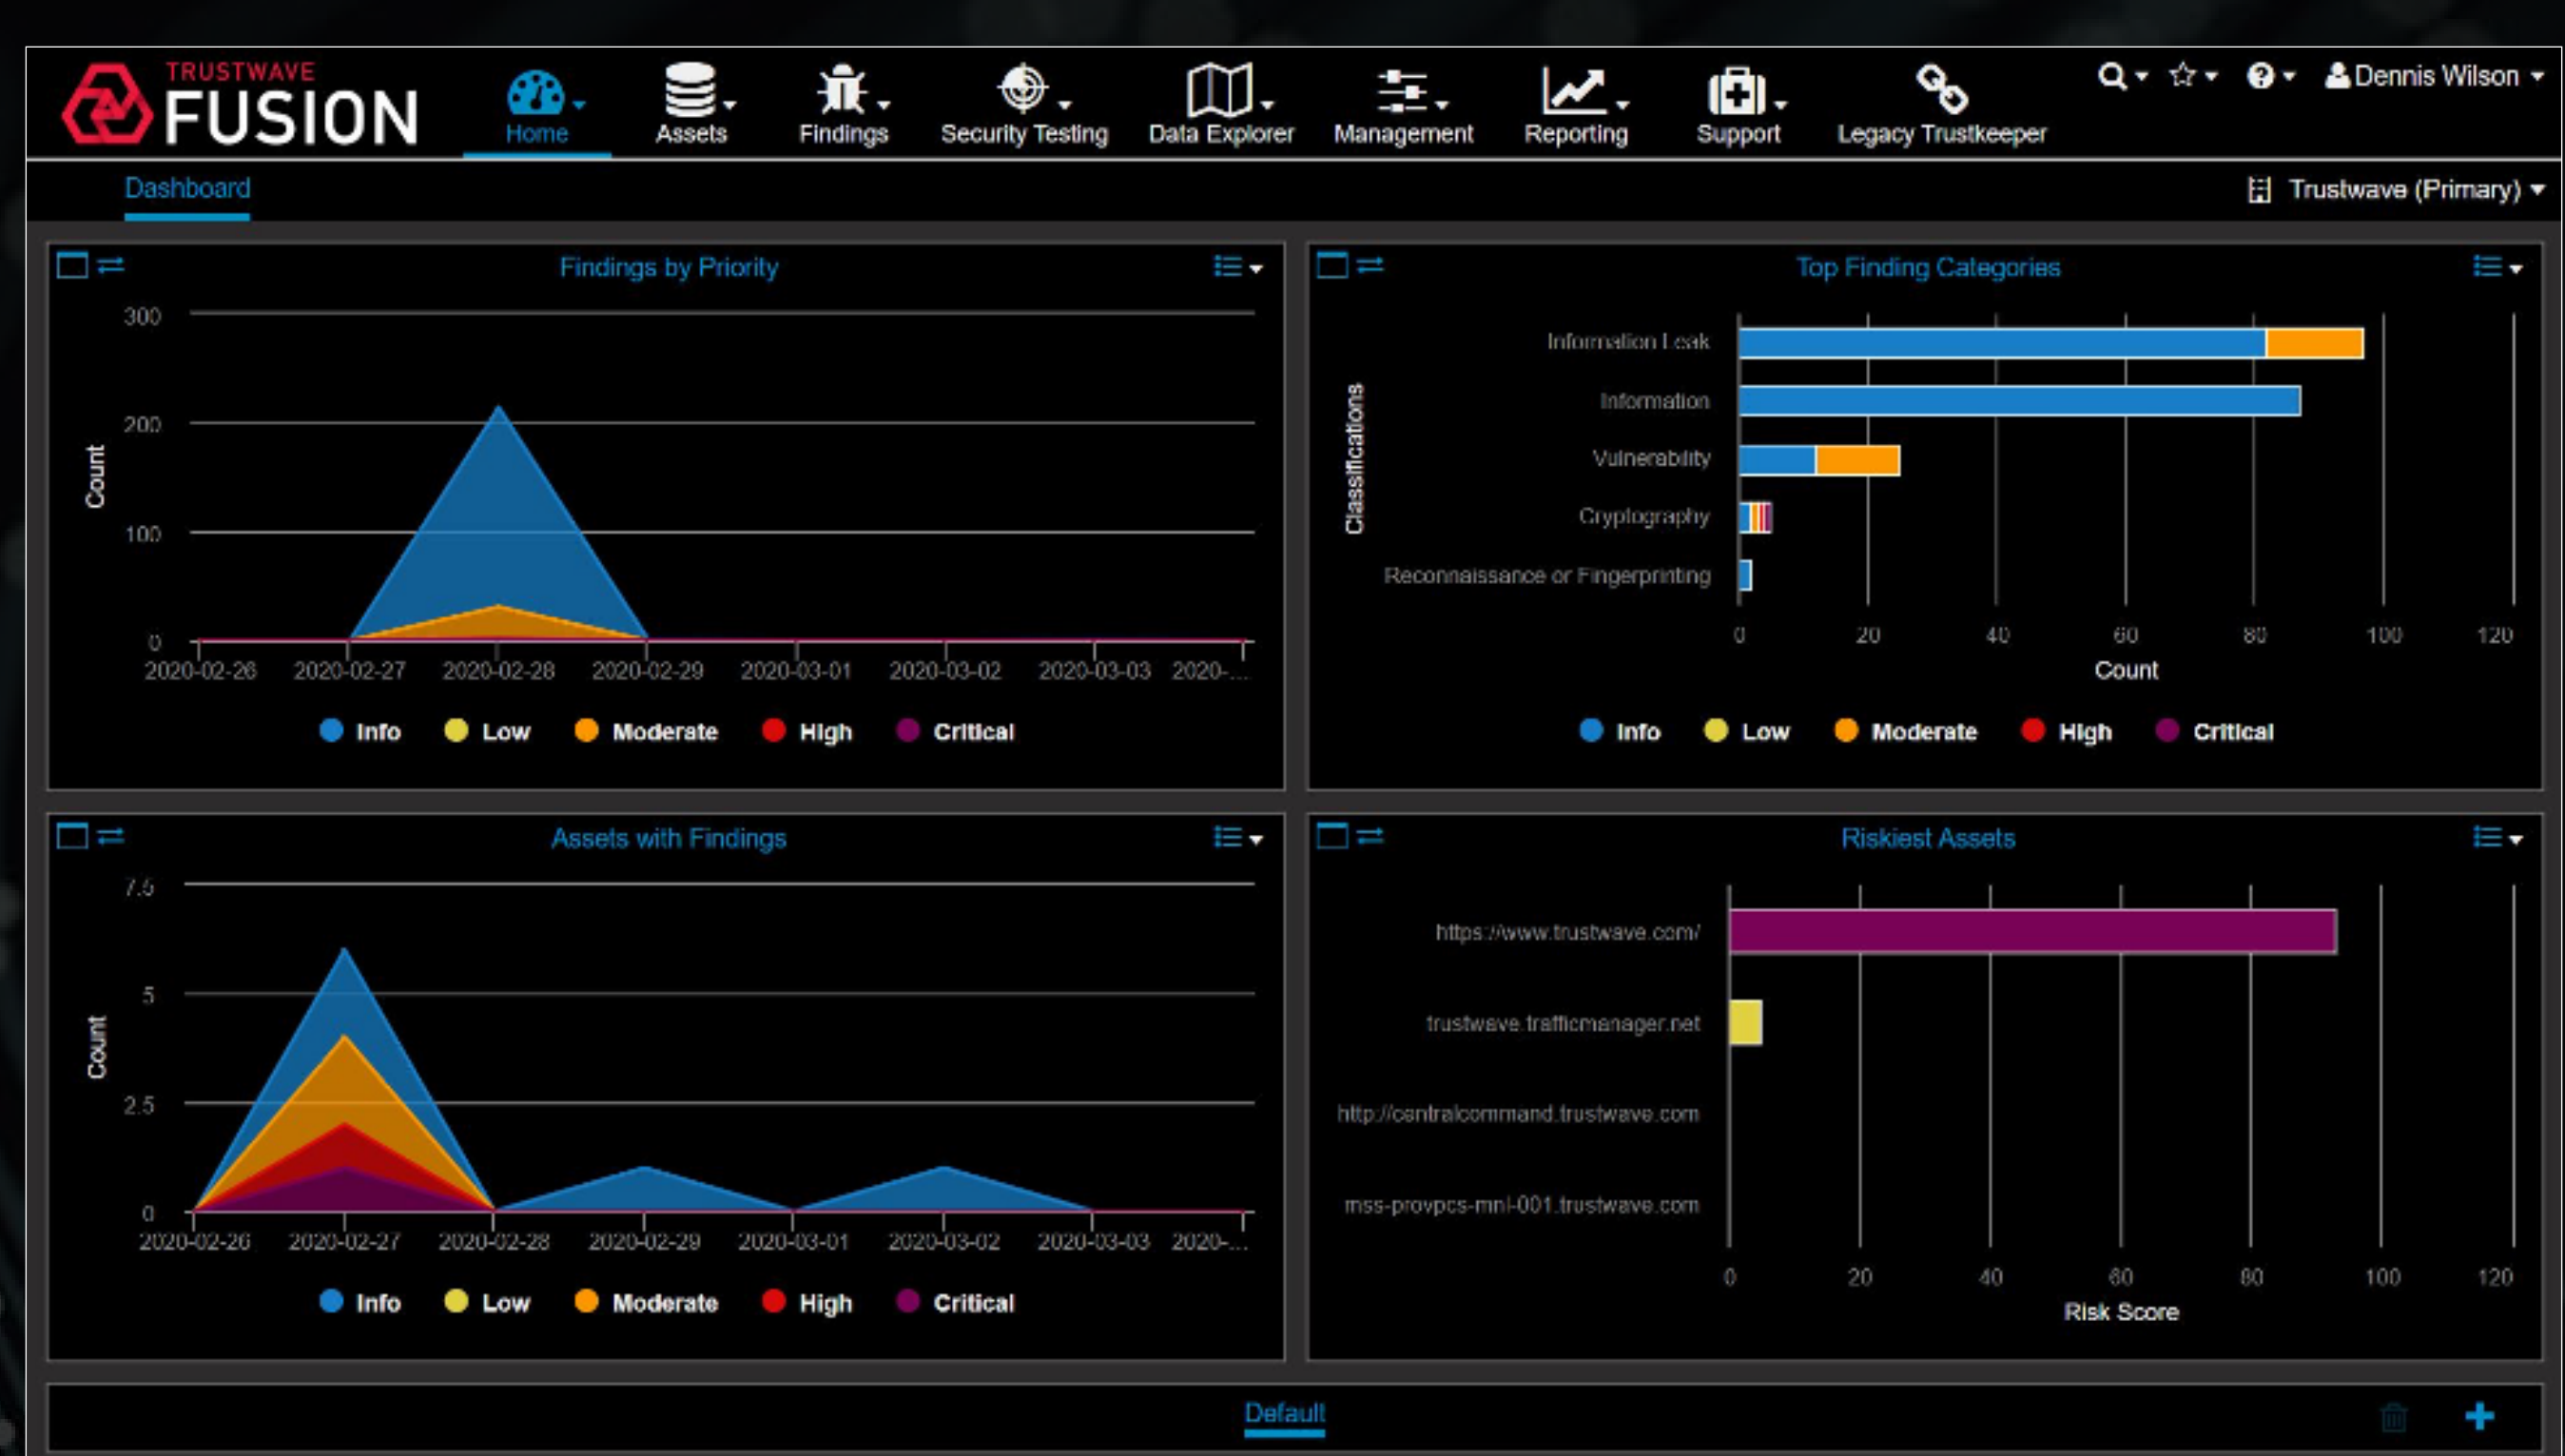 TRUSTWAVE
FUSION
Home
Assets
Findings
Security Testing
Data Explorer
Management
Reporting
Support
Legacy Trustkeeper
Dennis Wilson
Dashboard
Trustwave (Primary)
Findings by Priority
300
200
100
0
Count
2020-02-26 2020-02-27 2020-02-28 2020-02-29 2020-03-01 2020-03-02 2020-03-03 2020-...
Info Low Moderate High Critical
Top Finding Categories
Classifications
Information Leak
Information
Vulnerability
Cryptography
Reconnaissance or Fingerprinting
0 20 40 60 80 100 120
Count
Info Low Moderate High Critical
Assets with Findings
7.5
5
2.5
0
Count
2020-02-26 2020-02-27 2020-02-28 2020-02-29 2020-03-01 2020-03-02 2020-03-03 2020-...
Info Low Moderate High Critical
Riskiest Assets
https://www.trustwave.com/
trustwave.trafficmanager.net
http://centralcommand.trustwave.com
mss-provpcs-mnl-001.trustwave.com
0 20 40 60 80 100 120
Risk Score
Default